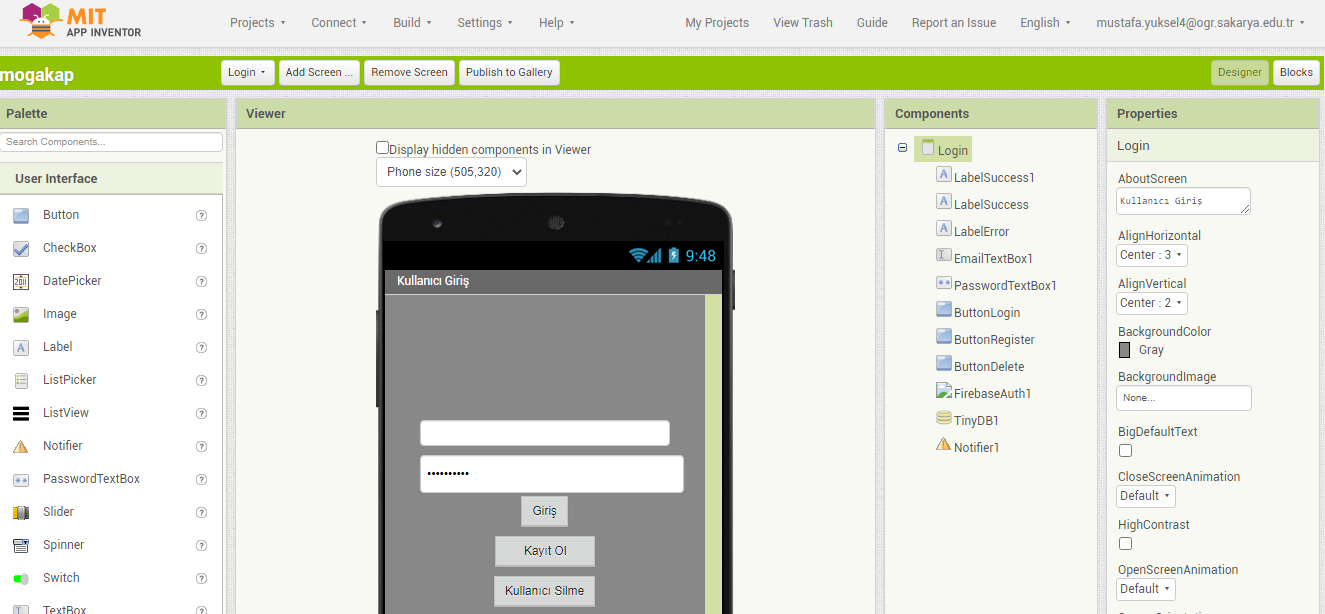 MIT
APP INVENTOR
Projects Connect Build Settings Help My Projects View Trash Guide Report an Issue English mustafa.yuksel4@ogr.sakarya.edu.tr
mogakap
Login Add Screen ... Remove Screen Publish to Gallery Designer Blocks
Palette
Search Components...
User Interface
Button ?
CheckBox ?
DatePicker ?
Image ?
Label ?
ListPicker ?
ListView ?
Notifier ?
PasswordTextBox ?
Slider ?
Spinner ?
Switch ?
TextBox ?
Viewer
Display hidden components in Viewer
Phone size (505,320)
9:48
Kullanıcı Giriş
••••••••••
Giriş
Kayıt Ol
Kullanıcı Silme
Components
Login
LabelSuccess1
LabelSuccess
LabelError
EmailTextBox1
PasswordTextBox1
ButtonLogin
ButtonRegister
ButtonDelete
FirebaseAuth1
TinyDB1
Notifier1
Properties
Login
AboutScreen
Kullanıcı Giriş
AlignHorizontal
Center : 3
AlignVertical
Center : 2
BackgroundColor
Gray
BackgroundImage
None...
BigDefaultText
CloseScreenAnimation
Default
HighContrast
OpenScreenAnimation
Default